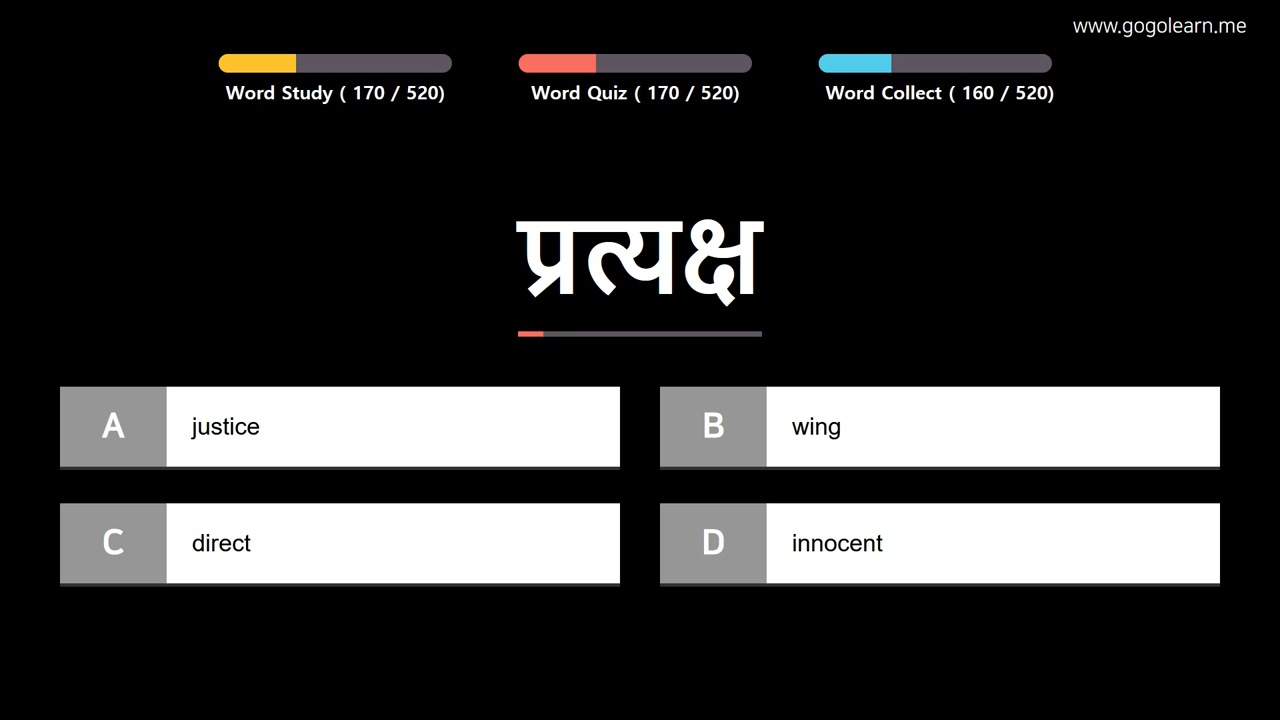 www.gogolearn.me
Word Study ( 170 / 520)
Word Quiz ( 170 / 520)
Word Collect ( 160 / 520)
प्रत्यक्ष
A justice
B wing
C direct
D innocent